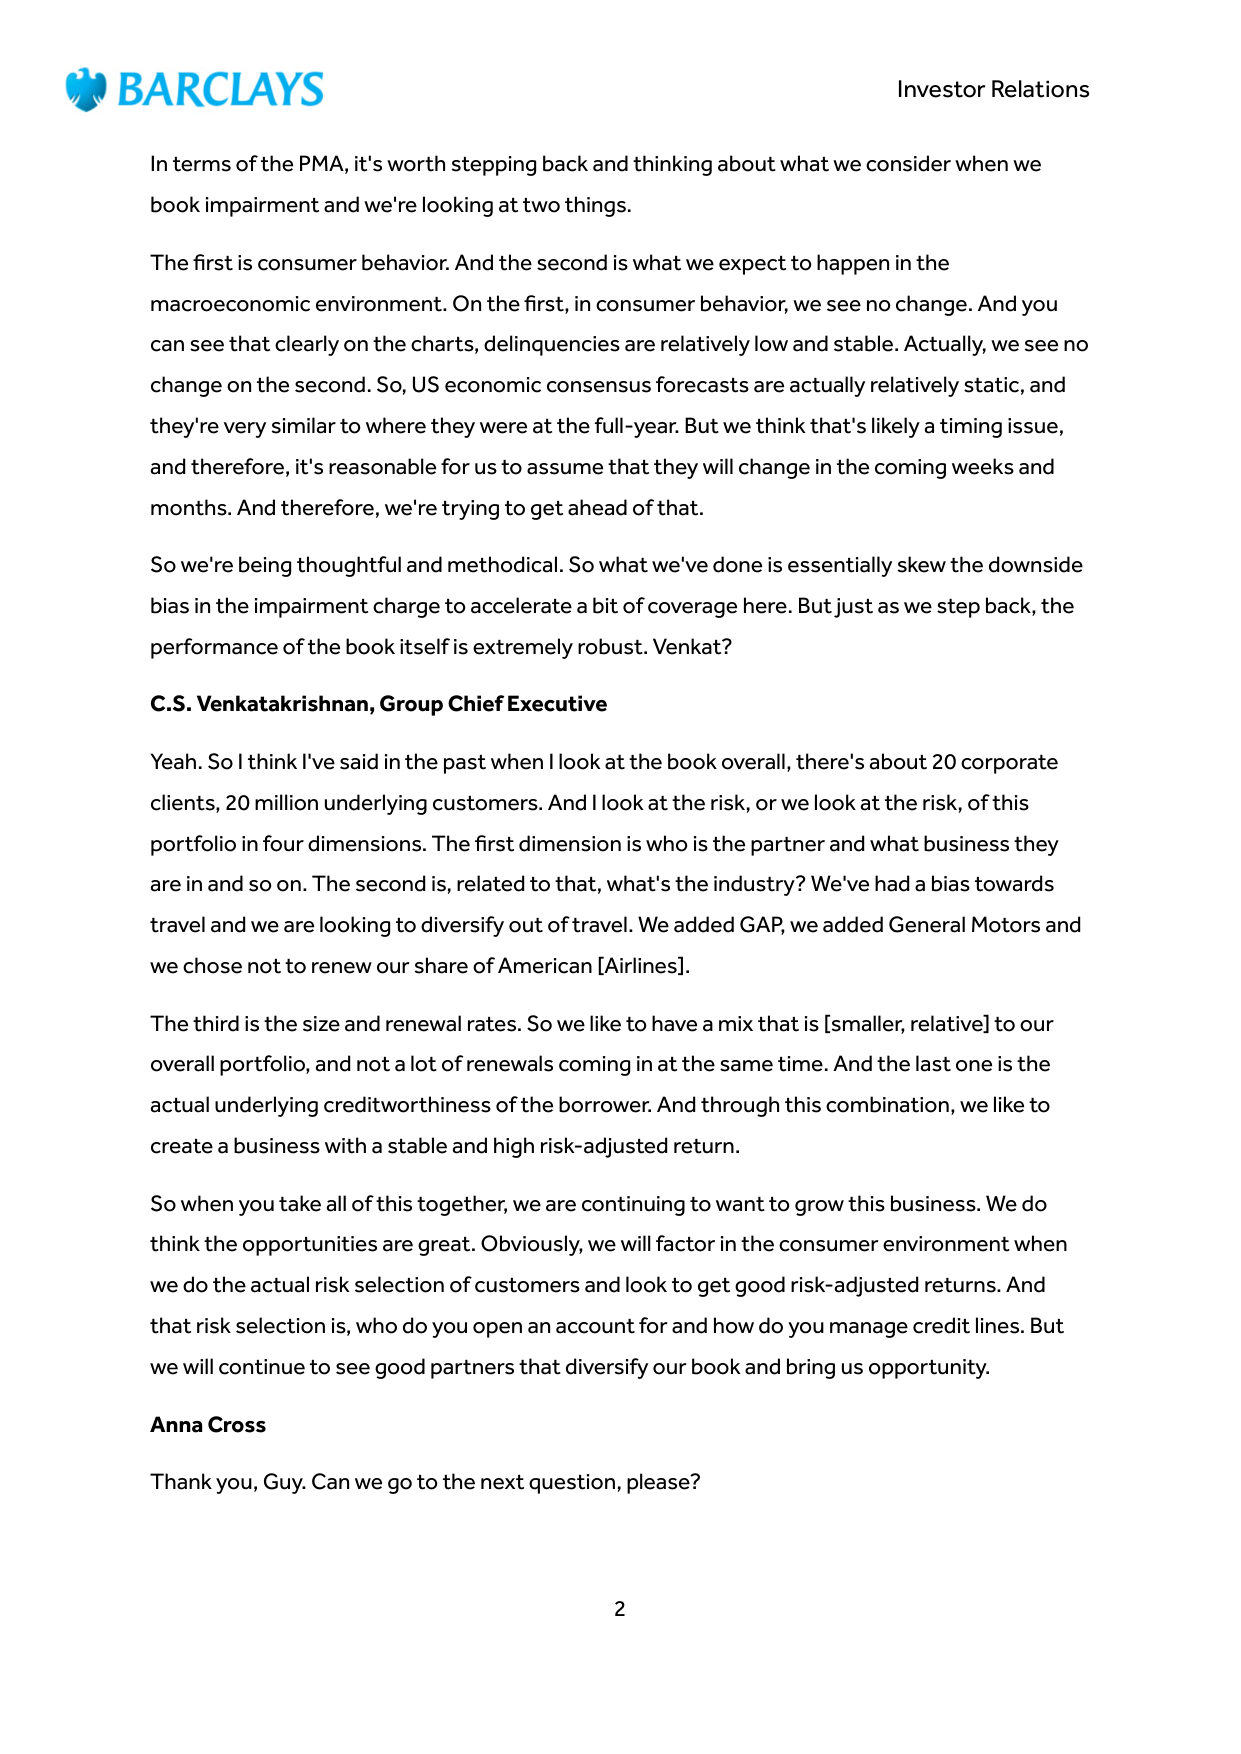 BARCLAYS
Investor Relations
In terms of the PMA, it's worth stepping back and thinking about what we consider when we
book impairment and we're looking at two things.
The first is consumer behavior. And the second is what we expect to happen in the
macroeconomic environment. On the first, in consumer behavior, we see no change. And you
can see that clearly on the charts, delinquencies are relatively low and stable. Actually, we see no
change on the second. So, US economic consensus forecasts are actually relatively static, and
they're very similar to where they were at the full-year. But we think that's likely a timing issue,
and therefore, it's reasonable for us to assume that they will change in the coming weeks and
months. And therefore, we're trying to get ahead of that.
So we're being thoughtful and methodical. So what we've done is essentially skew the downside
bias in the impairment charge to accelerate a bit of coverage here. But just as we step back, the
performance of the book itself is extremely robust. Venkat?
C.S. Venkatakrishnan, Group Chief Executive
Yeah. So I think I've said in the past when I look at the book overall, there's about 20 corporate
clients, 20 million underlying customers. And I look at the risk, or we look at the risk, of this
portfolio in four dimensions. The first dimension is who is the partner and what business they
are in and so on. The second is, related to that, what's the industry? We've had a bias towards
travel and we are looking to diversify out of travel. We added GAP, we added General Motors and
we chose not to renew our share of American [Airlines].
The third is the size and renewal rates. So we like to have a mix that is [smaller, relative] to our
overall portfolio, and not a lot of renewals coming in at the same time. And the last one is the
actual underlying creditworthiness of the borrower. And through this combination, we like to
create a business with a stable and high risk-adjusted return.
So when you take all of this together, we are continuing to want to grow this business. We do
think the opportunities are great. Obviously, we will factor in the consumer environment when
we do the actual risk selection of customers and look to get good risk-adjusted returns. And
that risk selection is, who do you open an account for and how do you manage credit lines. But
we will continue to see good partners that diversify our book and bring us opportunity.
Anna Cross
Thank you, Guy. Can we go to the next question, please?
2